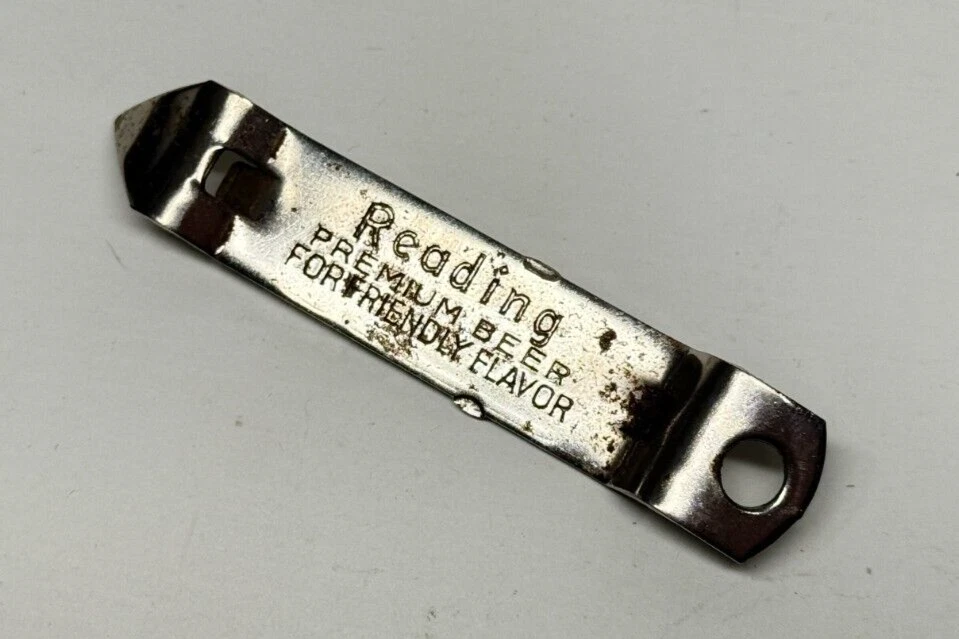 Reading
PREMIUM BEER
FOR FRIENDLY FLAVOR